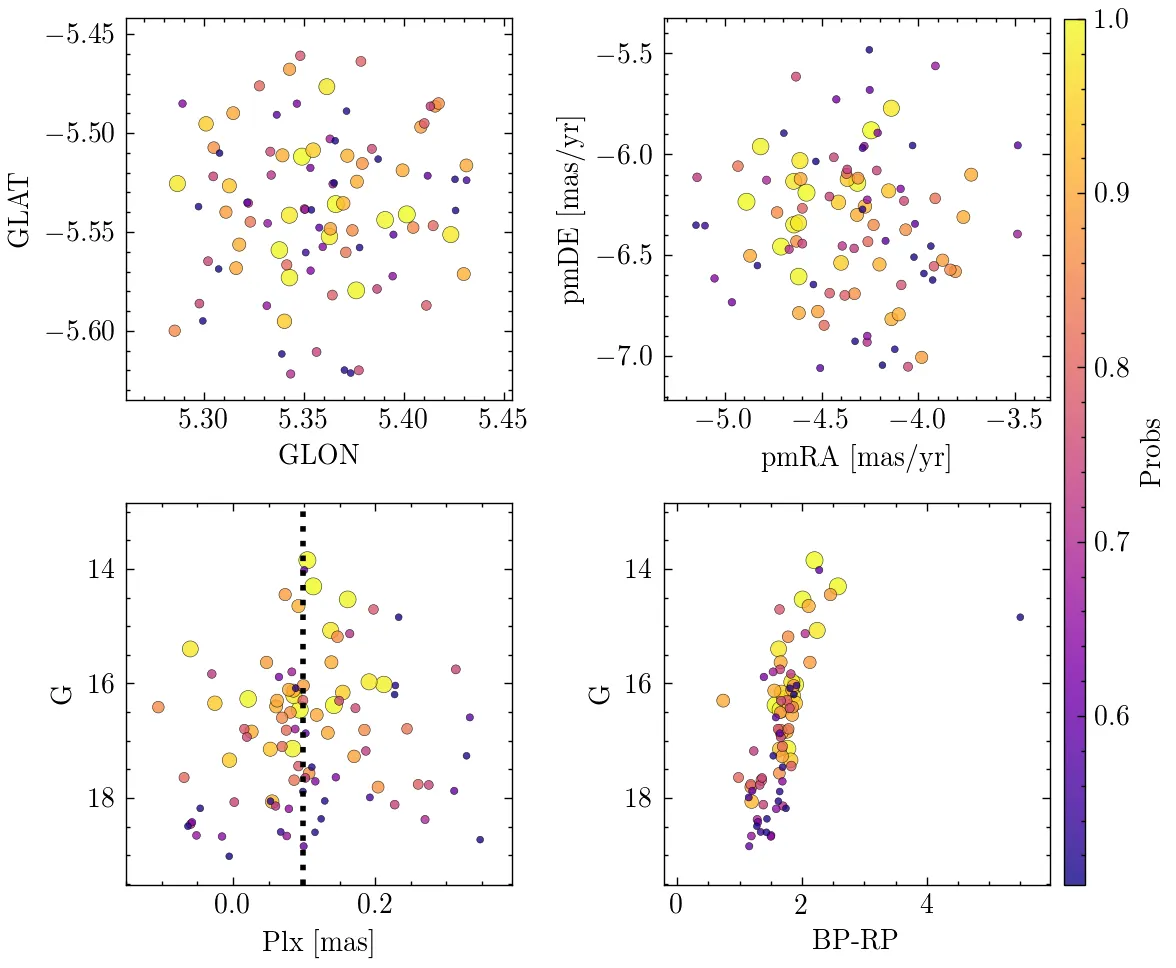 −5.45
−5.50
−5.55
−5.60
GLAT
5.30 5.35 5.40 5.45
GLON
−5.5
−6.0
−6.5
−7.0
pmDE [mas/yr]
−5.0 −4.5 −4.0 −3.5
pmRA [mas/yr]
14
16
18
G
0.0 0.2
Plx [mas]
14
16
18
G
0 2 4
BP-RP
1.0
0.9
0.8
0.7
0.6
Probs